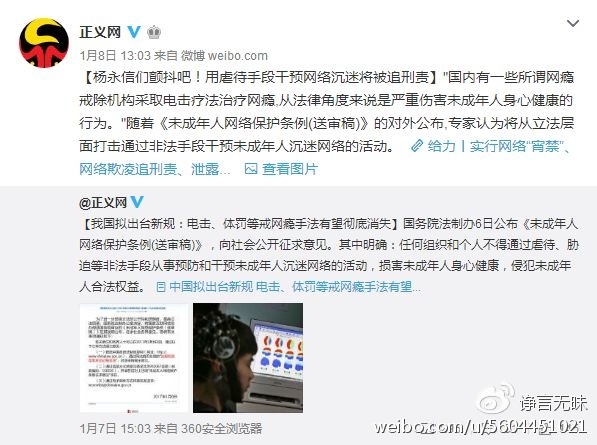 正义网
1月8日 13:03 来自 微博 weibo.com
【杨永信们颤抖吧！用虐待手段干预网络沉迷将被追刑责】"国内有一些所谓网瘾
戒除机构采取电击疗法治疗网瘾,从法律角度来说是严重伤害未成年人身心健康的
行为。"随着《未成年人网络保护条例(送审稿)》的对外公布,专家认为将从立法层
面打击通过非法手段干预未成年人沉迷网络的活动。 给力丨实行网络“宵禁”、
网络欺凌追刑责、泄露... 查看图片
@正义网
【我国拟出台新规：电击、体罚等戒网瘾手法有望彻底消失】国务院法制办6日公布《未成年人
网络保护条例(送审稿)》，向社会公开征求意见。其中明确：任何组织和个人不得通过虐待、胁
迫等非法手段从事预防和干预未成年人沉迷网络的活动，损害未成年人身心健康，侵犯未成年
人合法权益。 中国拟出台新规 电击、体罚等戒网瘾手法有望...
1月7日 15:03 来自 360安全浏览器
诤言无昧
weibo.com/u/5604451021